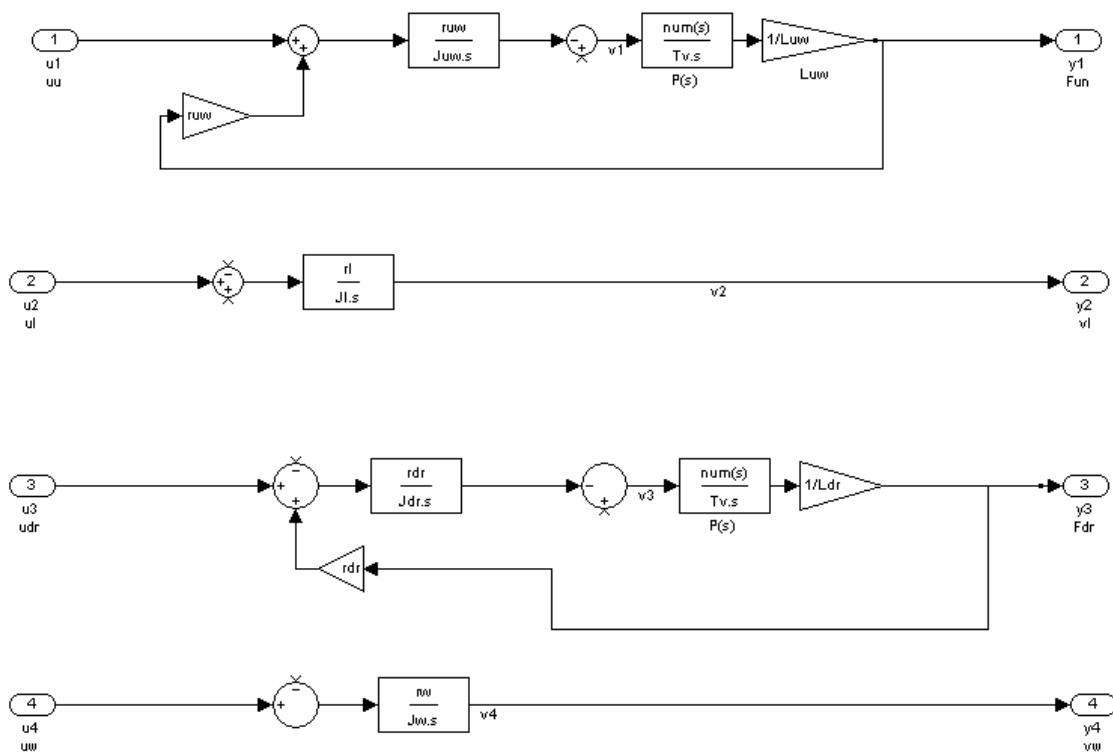 1
u1
uu
+
+
ruw
Juw.s
-
+
v1
num(s)
Tv.s
P(s)
1/Luw
Luw
1
y1
Fun
ruw
2
u2
ul
-
+
+
rl
Jl.s
v2
2
y2
vl
3
u3
udr
-
+
+
rdr
Jdr.s
-
+
v3
num(s)
Tv.s
P(s)
1/Ldr
3
y3
Fdr
rdr
4
u4
uw
-
+
rw
Jw.s
v4
4
y4
vw